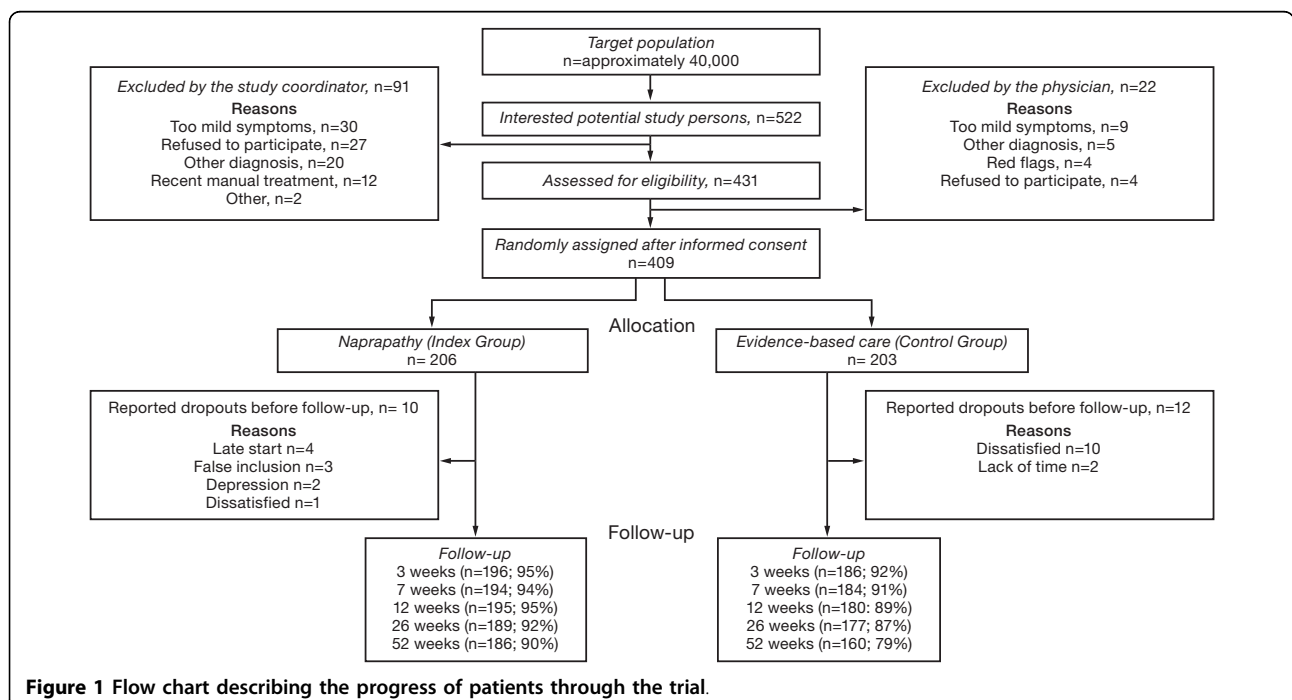 Target population
n=approximately 40,000
Excluded by the study coordinator, n=91
Reasons
Too mild symptoms, n=30
Refused to participate, n=27
Other diagnosis, n=20
Recent manual treatment, n=12
Other, n=2
Interested potential study persons, n=522
Excluded by the physician, n=22
Reasons
Too mild symptoms, n=9
Other diagnosis, n=5
Red flags, n=4
Refused to participate, n=4
Assessed for eligibility, n=431
Randomly assigned after informed consent
n=409
Allocation
Naprapathy (Index Group)
n= 206
Evidence-based care (Control Group)
n= 203
Reported dropouts before follow-up, n= 10
Reasons
Late start n=4
False inclusion n=3
Depression n=2
Dissatisfied n=1
Reported dropouts before follow-up, n=12
Reasons
Dissatisfied n=10
Lack of time n=2
Follow-up
Follow-up
3 weeks (n=196; 95%)
7 weeks (n=194; 94%)
12 weeks (n=195; 95%)
26 weeks (n=189; 92%)
52 weeks (n=186; 90%)
Follow-up
3 weeks (n=186; 92%)
7 weeks (n=184; 91%)
12 weeks (n=180: 89%)
26 weeks (n=177; 87%)
52 weeks (n=160; 79%)
Figure 1 Flow chart describing the progress of patients through the trial.